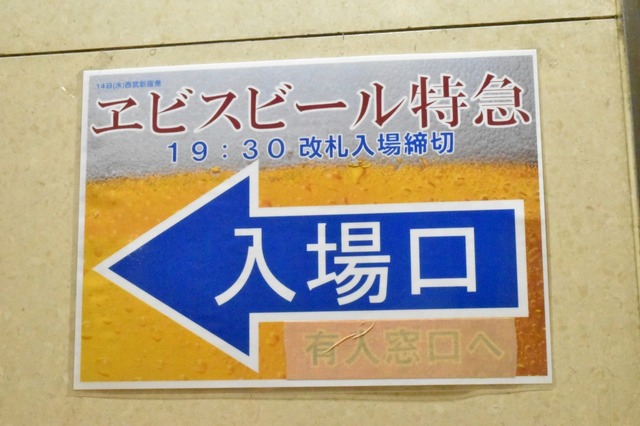 14日(水)西武新宿発
ヱビスビール特急
19:30 改札入場締切
入場口
有人窓口へ